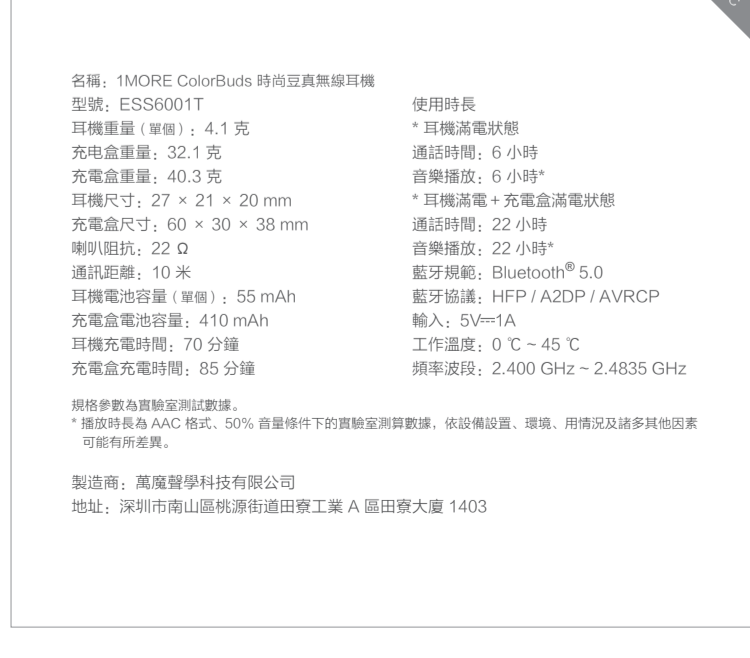 名稱：1MORE ColorBuds 時尚豆真無線耳機
型號：ESS6001T
耳機重量（單個）：4.1 克
充电盒重量：32.1 克
充電盒重量：40.3 克
耳機尺寸：27 × 21 × 20 mm
充電盒尺寸：60 × 30 × 38 mm
喇叭阻抗：22 Ω
通訊距離：10 米
耳機電池容量（單個）：55 mAh
充電盒電池容量：410 mAh
耳機充電時間：70 分鐘
充電盒充電時間：85 分鐘
使用時長
* 耳機滿電狀態
通話時間：6 小時
音樂播放：6 小時*
* 耳機滿電 + 充電盒滿電狀態
通話時間：22 小時
音樂播放：22 小時*
藍牙規範：Bluetooth® 5.0
藍牙協議：HFP / A2DP / AVRCP
輸入：5V⎓1A
工作溫度：0 ℃ ~ 45 ℃
頻率波段：2.400 GHz ~ 2.4835 GHz
規格參數為實驗室測試數據。
* 播放時長為 AAC 格式、50% 音量條件下的實驗室測算數據，依設備設置、環境、用情況及諸多其他因素
可能有所差異。
製造商：萬魔聲學科技有限公司
地址：深圳市南山區桃源街道田寮工業 A 區田寮大廈 1403